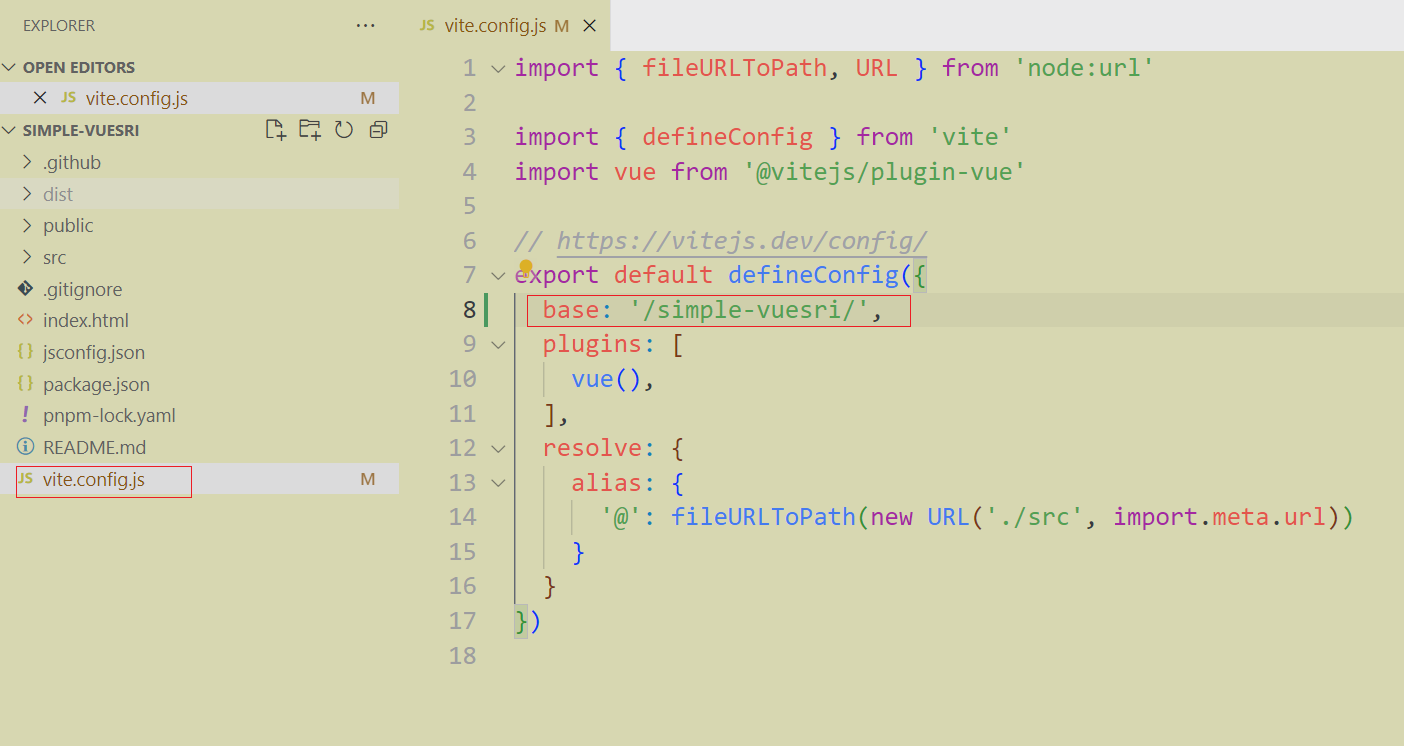 EXPLORER ···
OPEN EDITORS
JS vite.config.js M
SIMPLE-VUESRI
.github
dist
public
src
.gitignore
<> index.html
{} jsconfig.json
{} package.json
! pnpm-lock.yaml
README.md
JS vite.config.js M
JS vite.config.js M
1 import { fileURLToPath, URL } from 'node:url'
2
3 import { defineConfig } from 'vite'
4 import vue from '@vitejs/plugin-vue'
5
6 // https://vitejs.dev/config/
7 export default defineConfig({
8 base: '/simple-vuesri/',
9 plugins: [
10 vue(),
11 ],
12 resolve: {
13 alias: {
14 '@': fileURLToPath(new URL('./src', import.meta.url))
15 }
16 }
17 })
18